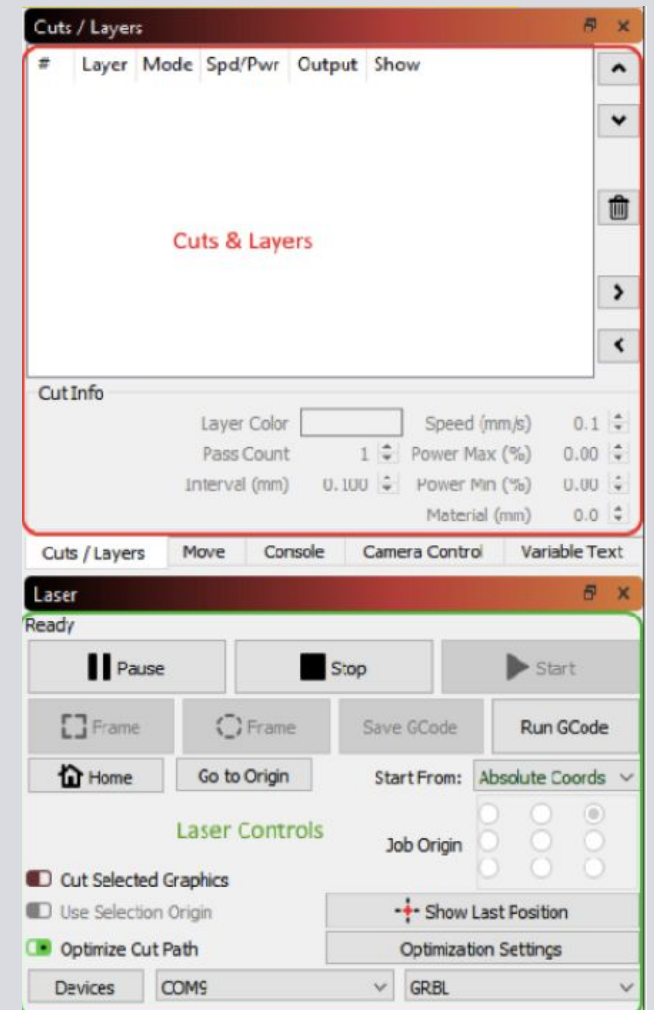 Cuts / Layers
# Layer Mode Spd/Pwr Output Show
Cuts & Layers
Cut Info
Layer Color Speed (mm/s) 0.1
Pass Count 1 Power Max (%) 0.00
Interval (mm) 0.100 Power Min (%) 0.00
Material (mm) 0.0
Cuts / Layers Move Console Camera Control Variable Text
Laser
Ready
Pause Stop Start
Frame Frame Save GCode Run GCode
Home Go to Origin Start From: Absolute Coords
Laser Controls
Job Origin
Cut Selected Graphics
Use Selection Origin Show Last Position
Optimize Cut Path Optimization Settings
Devices COM9 GRBL